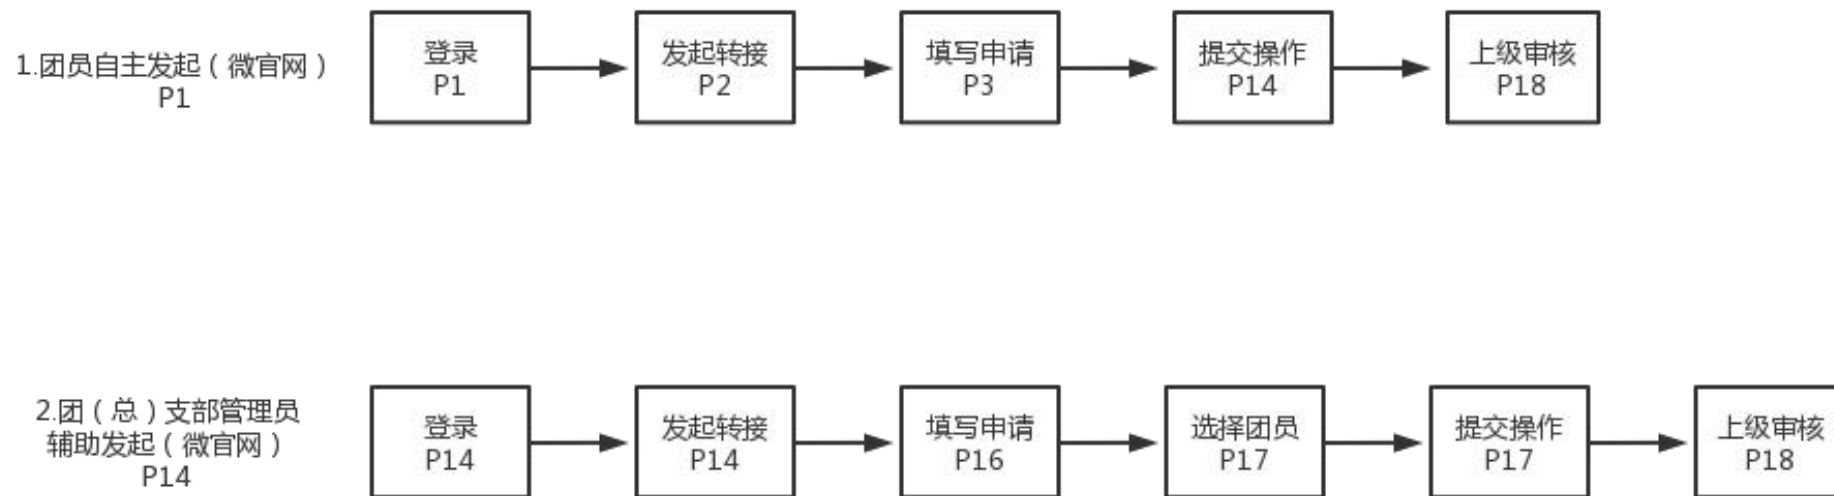 1.团员自主发起（微官网）
P1
登录
P1
发起转接
P2
填写申请
P3
提交操作
P14
上级审核
P18
2.团（总）支部管理员
辅助发起（微官网）
P14
登录
P14
发起转接
P14
填写申请
P16
选择团员
P17
提交操作
P17
上级审核
P18